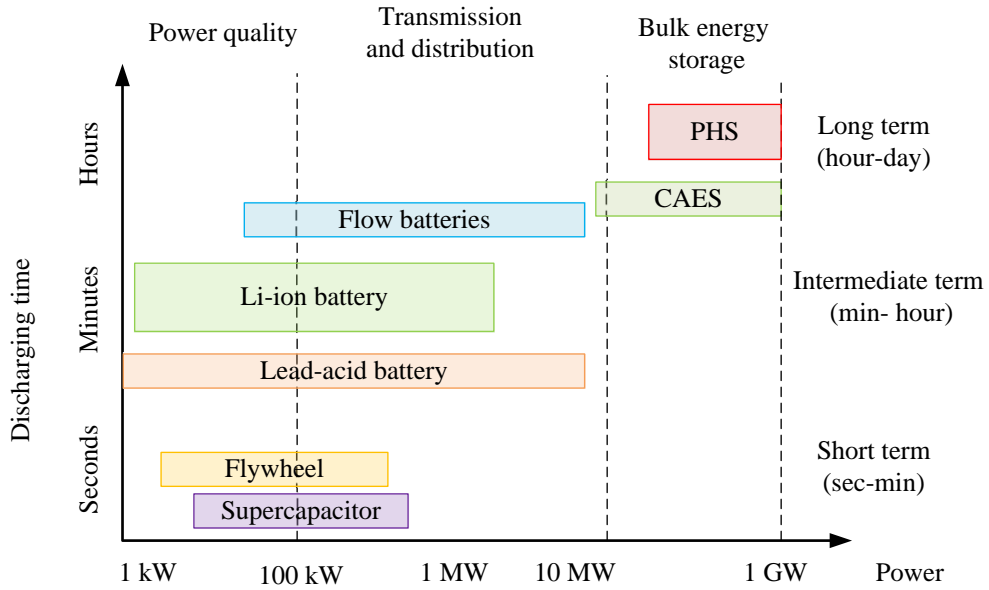 Power quality
Transmission
and distribution
Bulk energy
storage
Hours
PHS
Long term
(hour-day)
CAES
Flow batteries
Discharging time
Minutes
Li-ion battery
Intermediate term
(min- hour)
Lead-acid battery
Seconds
Flywheel
Short term
(sec-min)
Supercapacitor
1 kW
100 kW
1 MW
10 MW
1 GW
Power